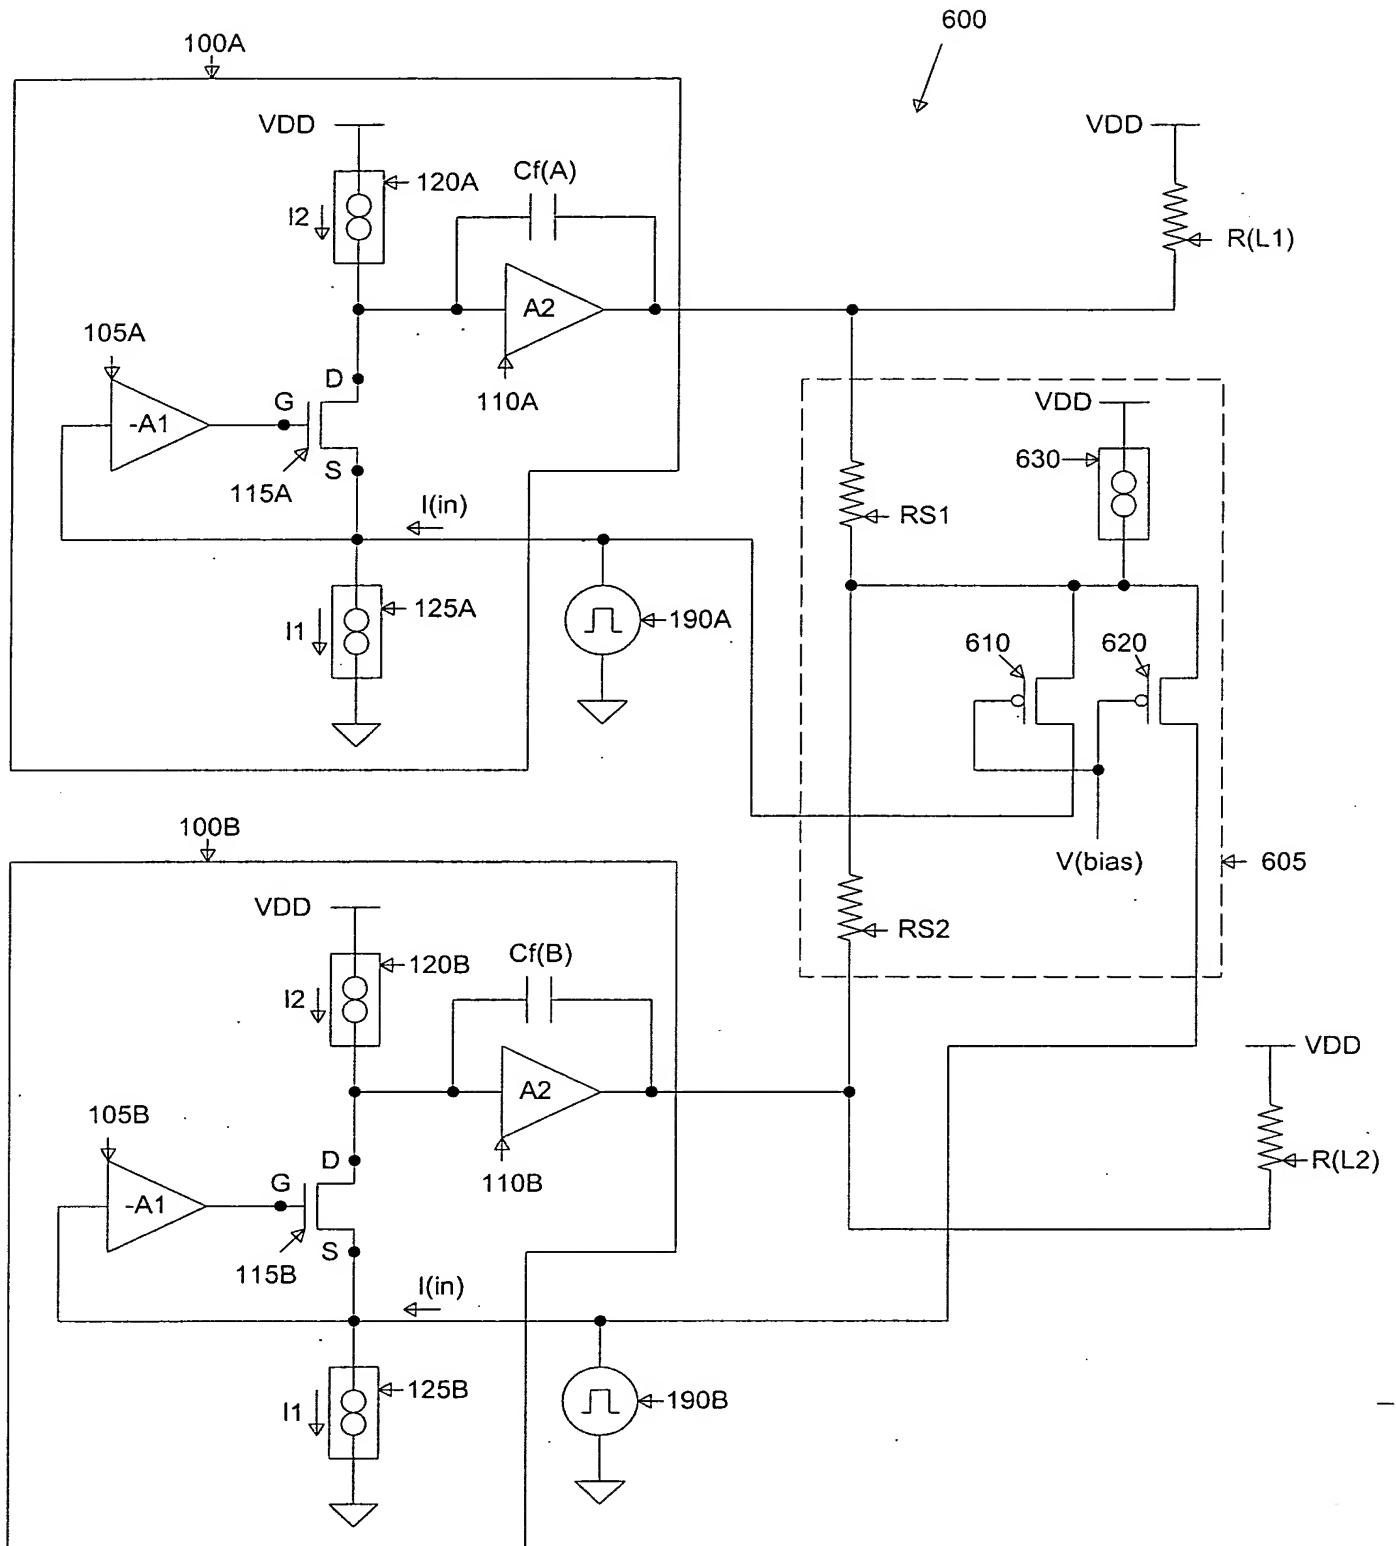 600
100A
VDD
VDD
120A
Cf(A)
I2
R(L1)
A2
105A
D
G
110A
-A1
VDD
630
S
115A
I(in)
RS1
125A
I1
190A
610
620
V(bias)
605
100B
VDD
RS2
120B
Cf(B)
I2
VDD
A2
105B
D
G
110B
R(L2)
-A1
S
115B
I(in)
125B
I1
190B